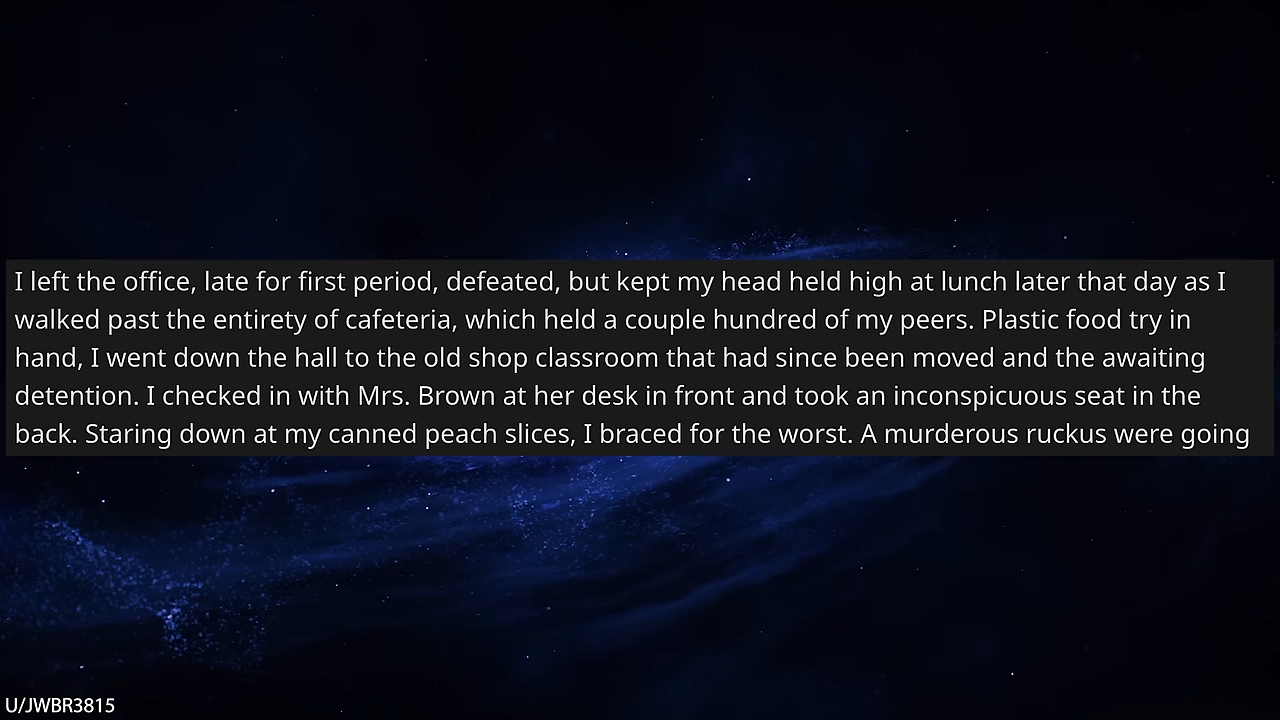 I left the office, late for first period, defeated, but kept my head held high at lunch later that day as I
walked past the entirety of cafeteria, which held a couple hundred of my peers. Plastic food try in
hand, I went down the hall to the old shop classroom that had since been moved and the awaiting
detention. I checked in with Mrs. Brown at her desk in front and took an inconspicuous seat in the
back. Staring down at my canned peach slices, I braced for the worst. A murderous ruckus were going
U/JWBR3815